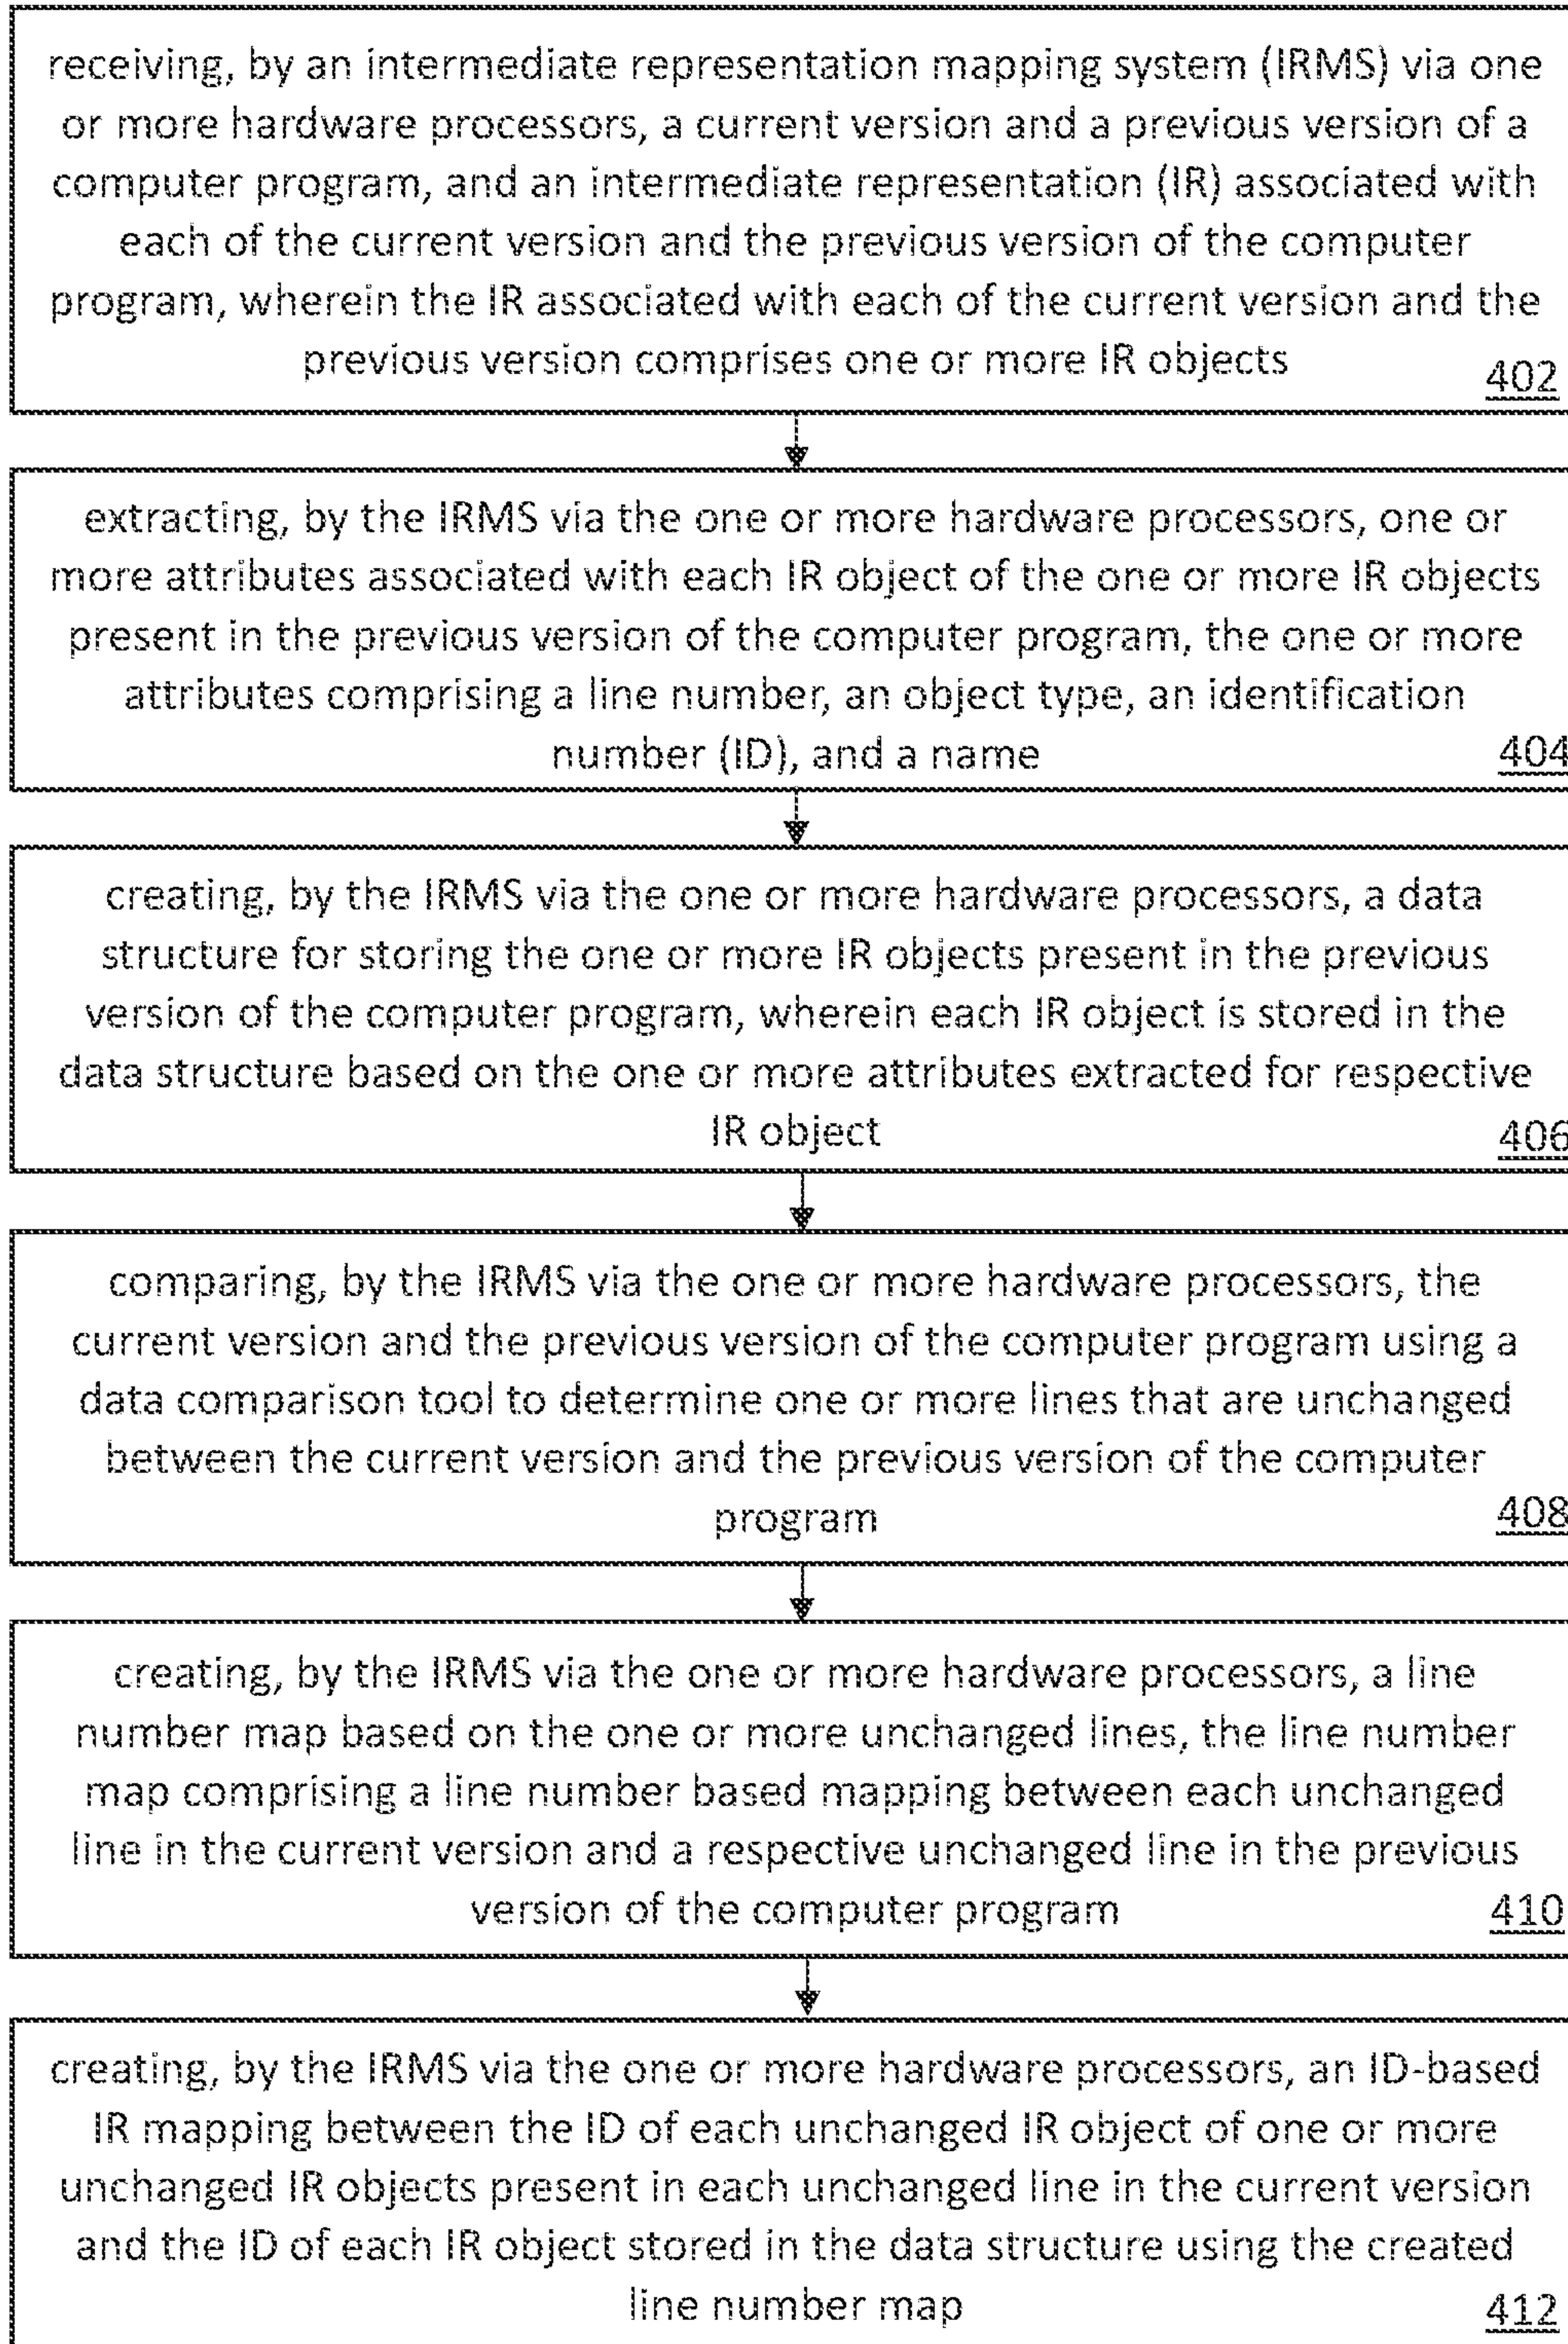 receiving, by an intermediate representation mapping system (IRMS) via one
or more hardware processors, a current version and a previous version of a
computer program, and an intermediate representation (IR) associated with
each of the current version and the previous version of the computer
program, wherein the IR associated with each of the current version and the
previous version comprises one or more IR objects
402
extracting, by the IRMS via the one or more hardware processors, one or
more attributes associated with each IR object of the one or more IR objects
present in the previous version of the computer program, the one or more
attributes comprising a line number, an object type, an identification
number (ID), and a name
404
creating, by the IRMS via the one or more hardware processors, a data
structure for storing the one or more IR objects present in the previous
version of the computer program, wherein each IR object is stored in the
data structure based on the one or more attributes extracted for respective
IR object
406
comparing, by the IRMS via the one or more hardware processors, the
current version and the previous version of the computer program using a
data comparison tool to determine one or more lines that are unchanged
between the current version and the previous version of the computer
program
408
creating, by the IRMS via the one or more hardware processors, a line
number map based on the one or more unchanged lines, the line number
map comprising a line number based mapping between each unchanged
line in the current version and a respective unchanged line in the previous
version of the computer program
410
creating, by the IRMS via the one or more hardware processors, an ID-based
IR mapping between the ID of each unchanged IR object of one or more
unchanged IR objects present in each unchanged line in the current version
and the ID of each IR object stored in the data structure using the created
line number map
412